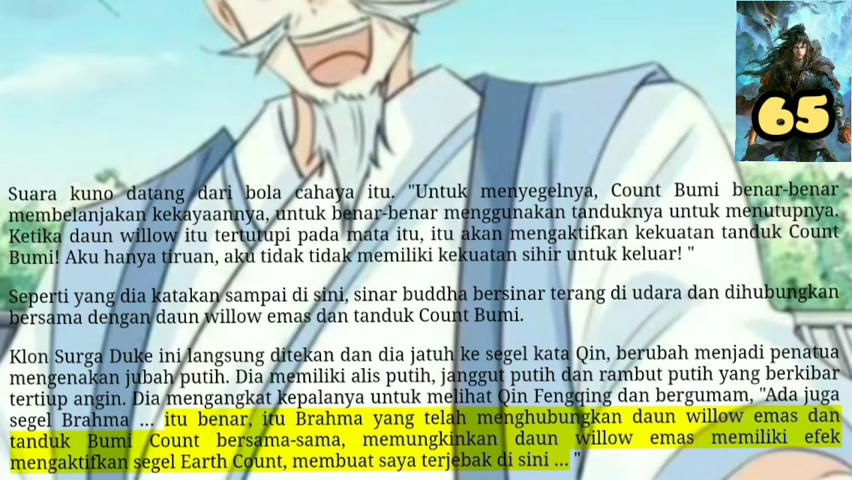 65
Suara kuno datang dari bola cahaya itu. "Untuk menyegelnya, Count Bumi benar-benar
membelanjakan kekayaannya, untuk benar-benar menggunakan tanduknya untuk menutupnya.
Ketika daun willow itu tertutupi pada mata itu, itu akan mengaktifkan kekuatan tanduk Count
Bumi! Aku hanya tiruan, aku tidak tidak memiliki kekuatan sihir untuk keluar! "
Seperti yang dia katakan sampai di sini, sinar buddha bersinar terang di udara dan dihubungkan
bersama dengan daun willow emas dan tanduk Count Bumi.
Klon Surga Duke ini langsung ditekan dan dia jatuh ke segel kata Qin, berubah menjadi penatua
mengenakan jubah putih. Dia memiliki alis putih, janggut putih dan rambut putih yang berkibar
tertiup angin. Dia mengangkat kepalanya untuk melihat Qin Fengqing dan bergumam, "Ada juga
segel Brahma ... itu benar, itu Brahma yang telah menghubungkan daun willow emas dan
tanduk Bumi Count bersama-sama, memungkinkan daun willow emas memiliki efek
mengaktifkan segel Earth Count, membuat saya terjebak di sini ... "